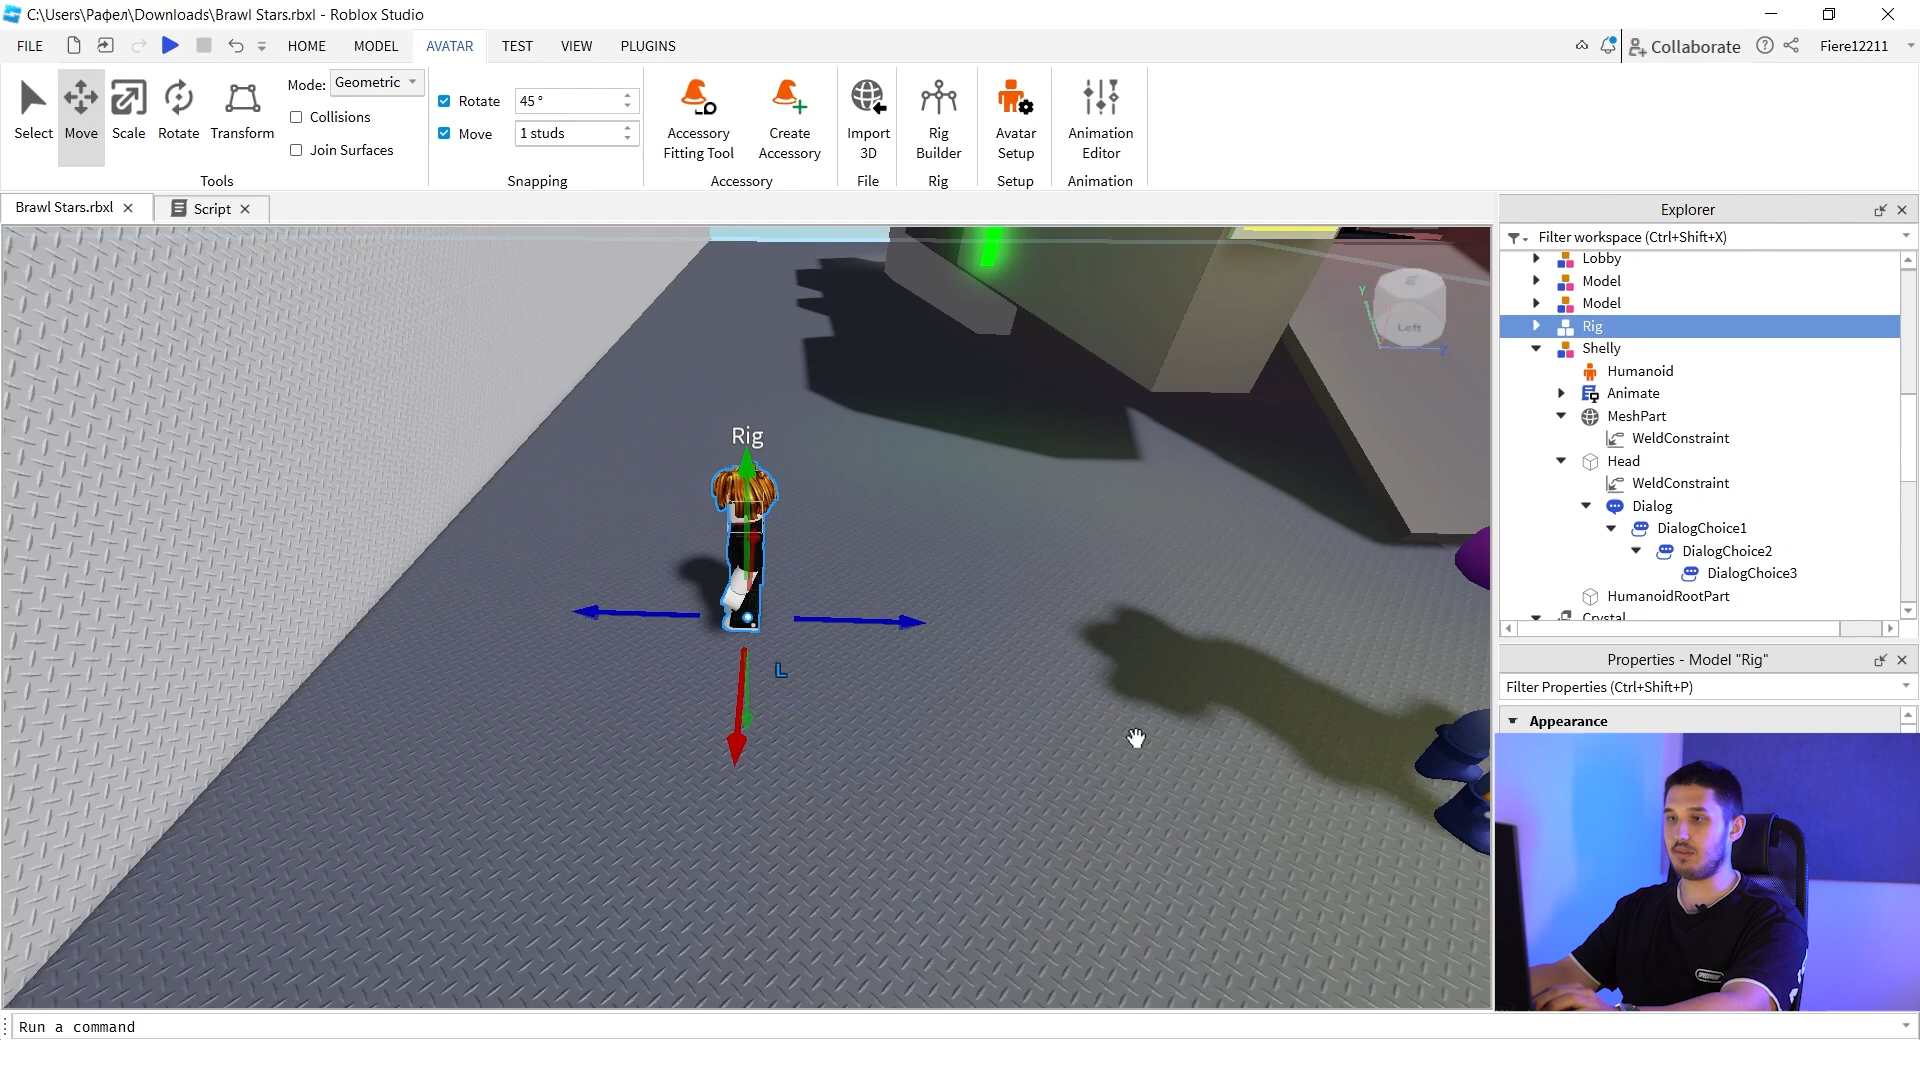 C:\Users\Рафел\Downloads\Brawl Stars.rbxl - Roblox Studio
FILE HOME MODEL AVATAR TEST VIEW PLUGINS Collaborate Fiere12211
Select Move Scale Rotate Transform
Mode: Geometric
Collisions
Join Surfaces
Tools
Rotate 45 °
Move 1 studs
Snapping
Accessory Fitting Tool
Create Accessory
Accessory
Import 3D
File
Rig Builder
Rig
Avatar Setup
Setup
Animation Editor
Animation
Brawl Stars.rbxl
Script
Rig
L
Y
Left
Z
Explorer
Filter workspace (Ctrl+Shift+X)
Lobby
Model
Model
Rig
Shelly
Humanoid
Animate
MeshPart
WeldConstraint
Head
WeldConstraint
Dialog
DialogChoice1
DialogChoice2
DialogChoice3
HumanoidRootPart
Crystal
Properties - Model "Rig"
Filter Properties (Ctrl+Shift+P)
Appearance
Run a command